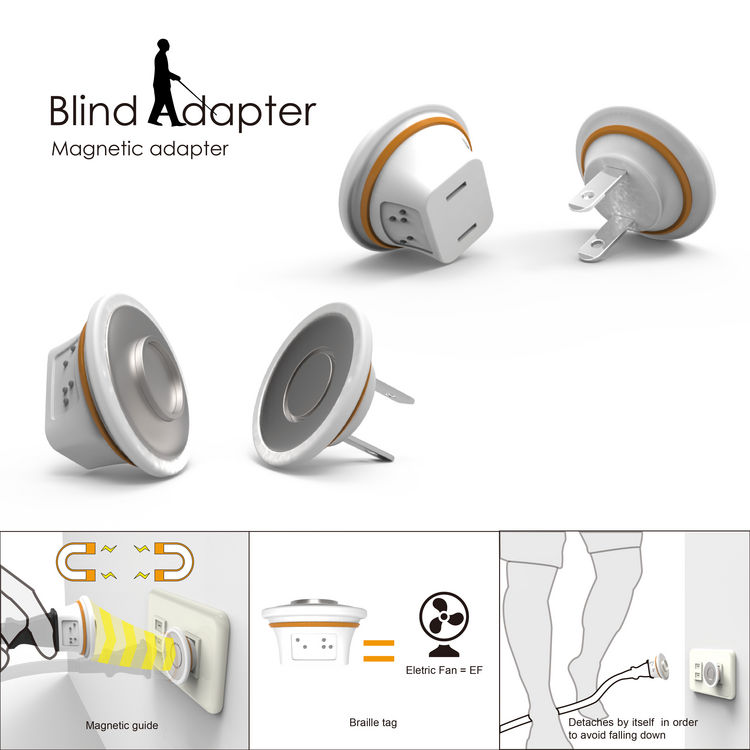 Blind Adapter
Magnetic adapter
Magnetic guide
Braille tag
Eletric Fan = EF
Detaches by itself in order
to avoid falling down